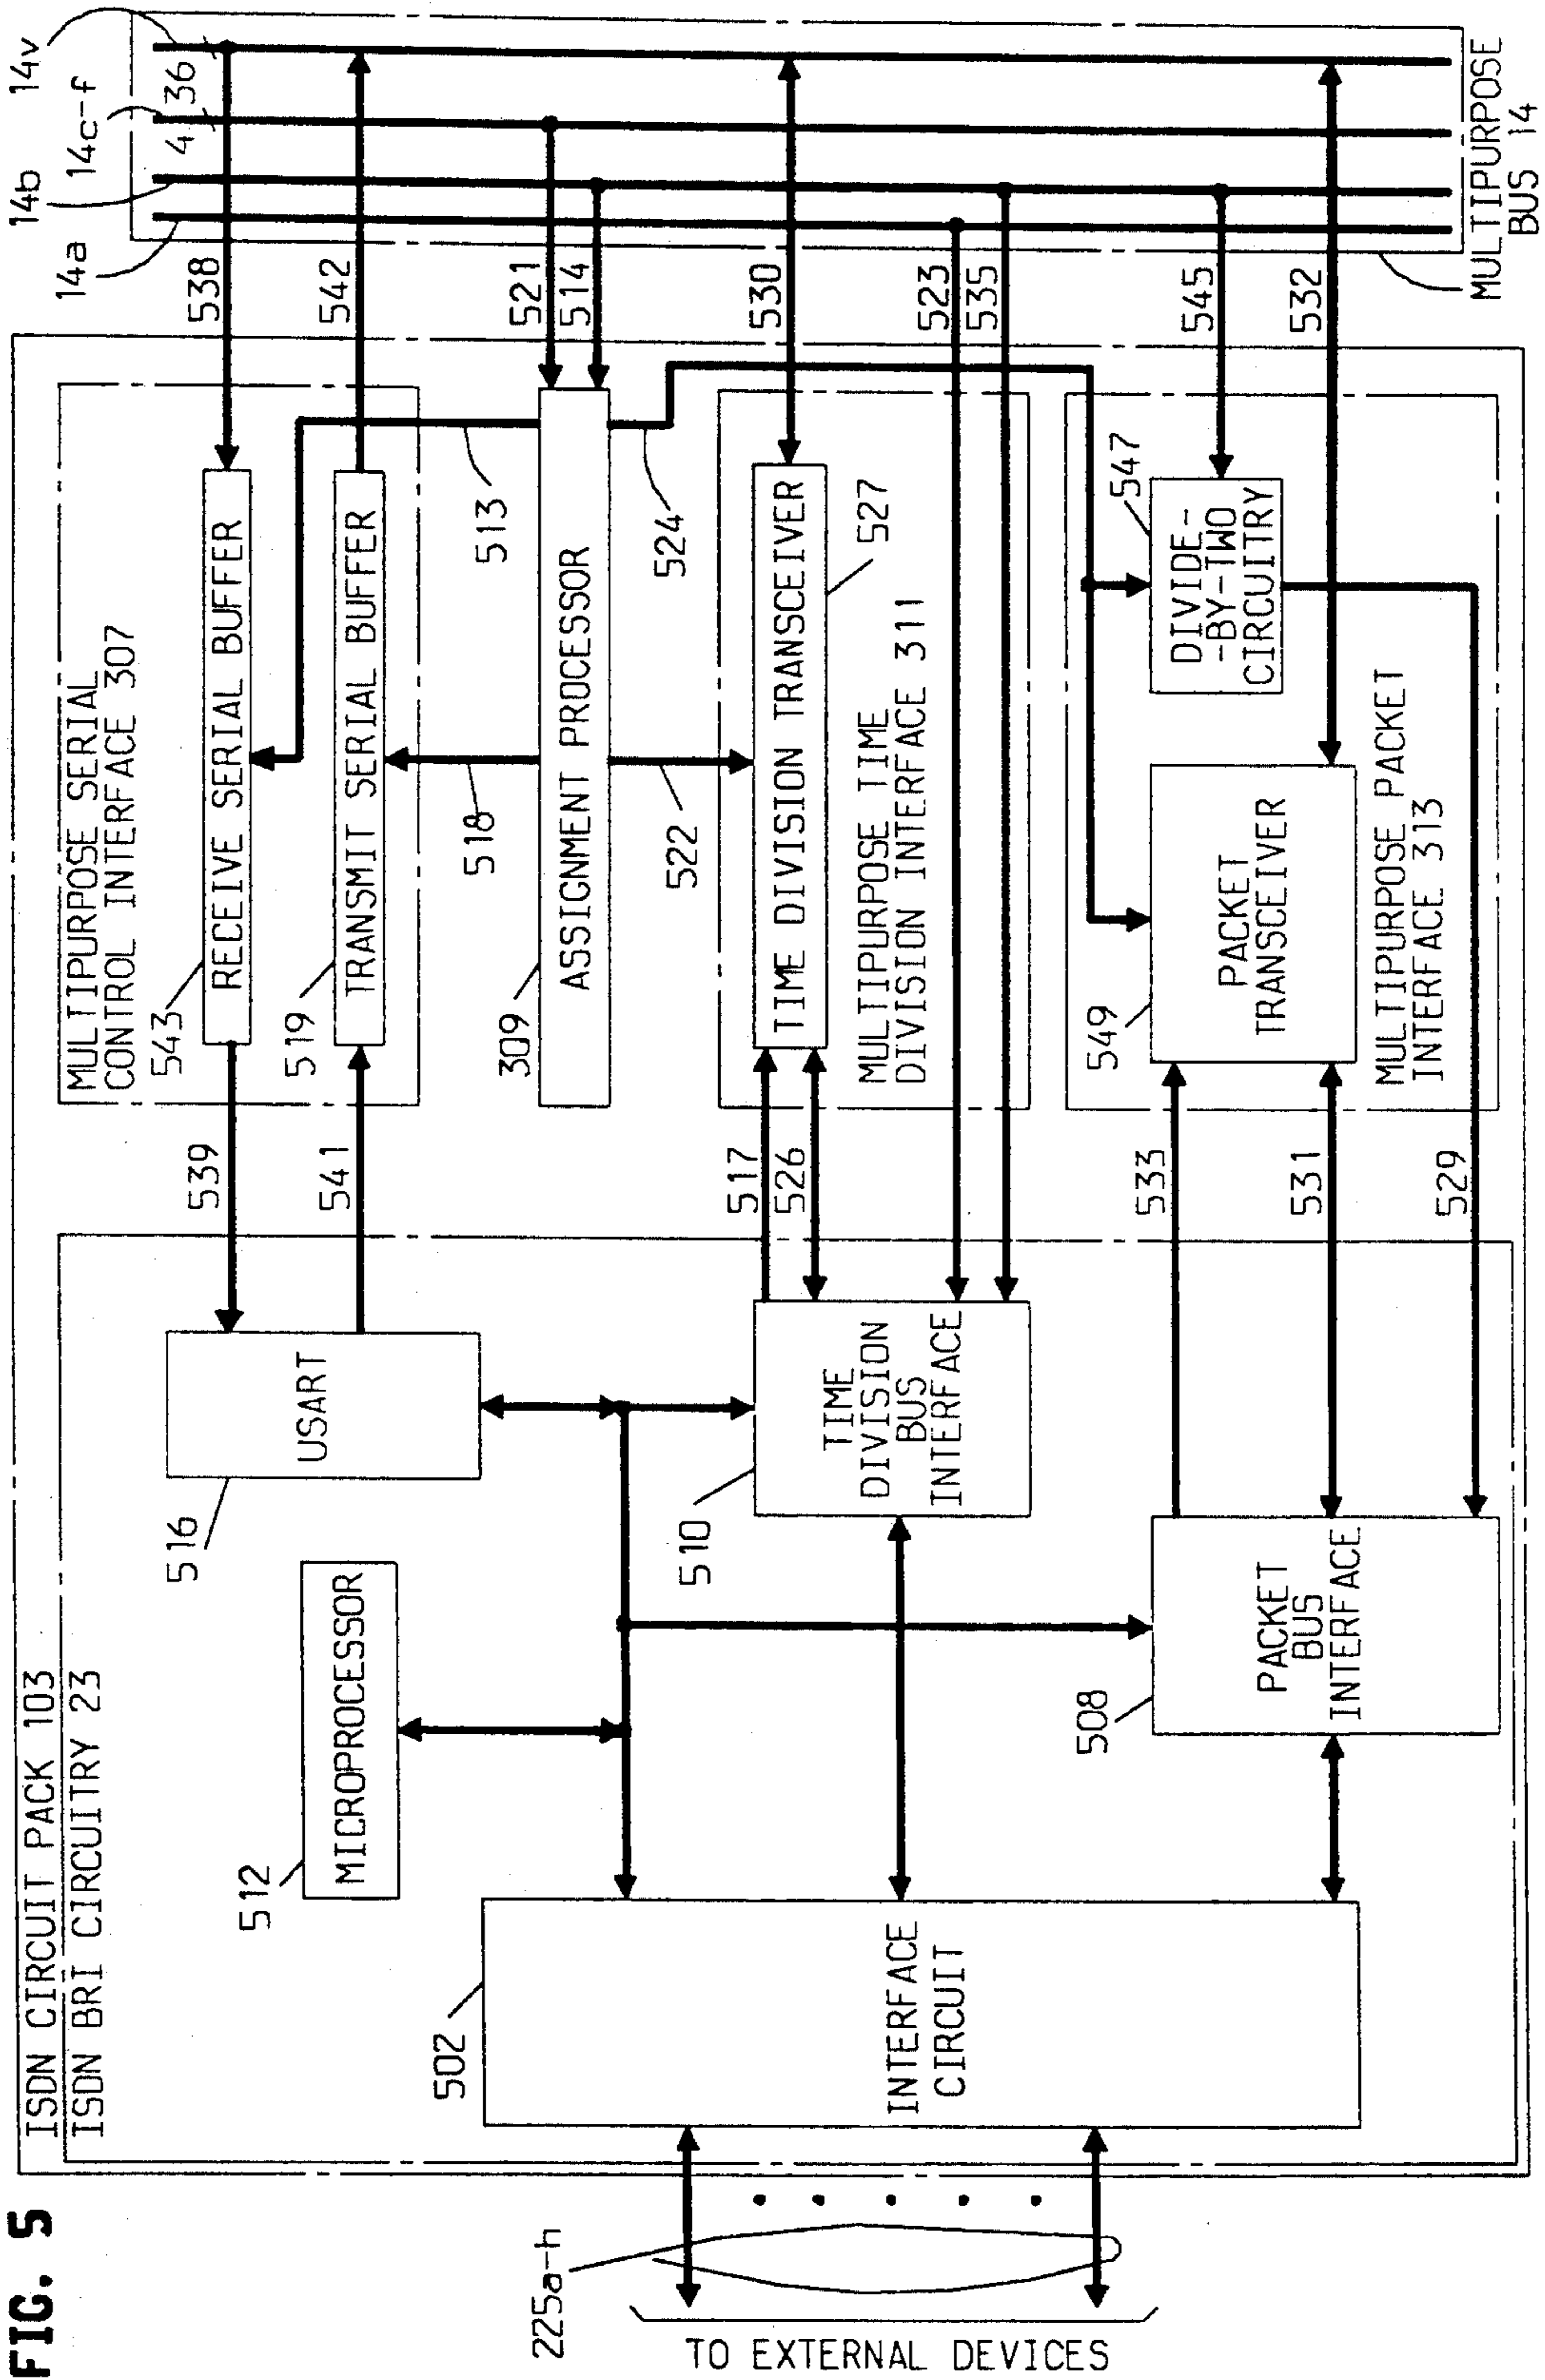 FIG. 5
ISDN CIRCUIT PACK 103
ISDN BRI CIRCUITRY 23
TO EXTERNAL DEVICES
225a-h
502
INTERFACE
CIRCUIT
512
MICROPROCESSOR
516
USART
510
TIME
DIVISION
BUS
INTERFACE
508
PACKET
BUS
INTERFACE
539
541
517
526
533
531
529
MULTIPURPOSE SERIAL
CONTROL INTERFACE 307
543
RECEIVE SERIAL BUFFER
519
TRANSMIT SERIAL BUFFER
513
518
309
ASSIGNMENT PROCESSOR
522
524
TIME DIVISION TRANSCEIVER
527
MULTIPURPOSE TIME
DIVISION INTERFACE 311
549
PACKET
TRANSCEIVER
547
DIVIDE-
-BY-TWO
CIRCUITRY
MULTIPURPOSE PACKET
INTERFACE 313
538
542
521
514
530
523
535
545
532
14a
14b
14c-f
14v
4
36
MULTIPURPOSE
BUS 14